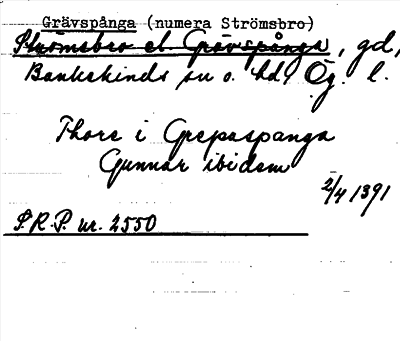 Grävspånga (numera Strömsbro)
Strömsbro el. Grävspånga, gd,
Bankekinds sn o. hd, Ög. l.
Thore i Grepaspanga
Gunnar ibidem
2/4 1391
S.R.P. nr. 2550